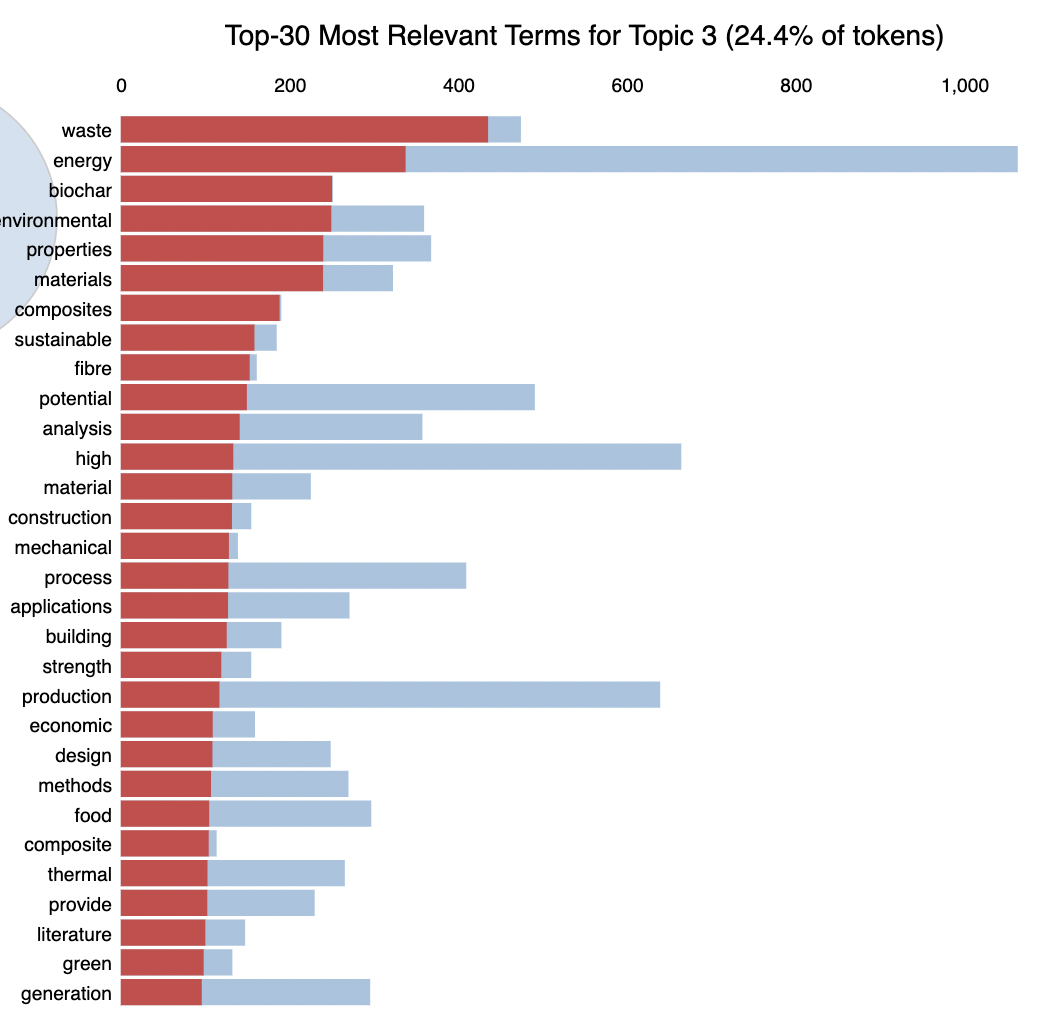 Top-30 Most Relevant Terms for Topic 3 (24.4% of tokens)
0 200 400 600 800 1,000
waste
energy
biochar
nvironmental
properties
materials
composites
sustainable
fibre
potential
analysis
high
material
construction
mechanical
process
applications
building
strength
production
economic
design
methods
food
composite
thermal
provide
literature
green
generation